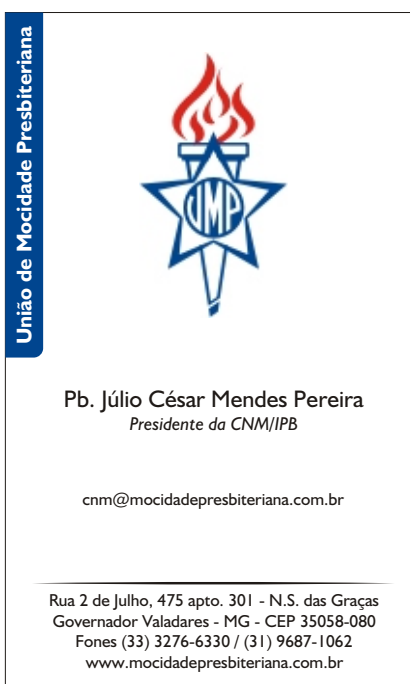 União de Mocidade Presbiteriana
UMP
Pb. Júlio César Mendes Pereira
Presidente da CNM/IPB
cnm@mocidadepresbiteriana.com.br
Rua 2 de Julho, 475 apto. 301 - N.S. das Graças
Governador Valadares - MG - CEP 35058-080
Fones (33) 3276-6330 / (31) 9687-1062
www.mocidadepresbiteriana.com.br